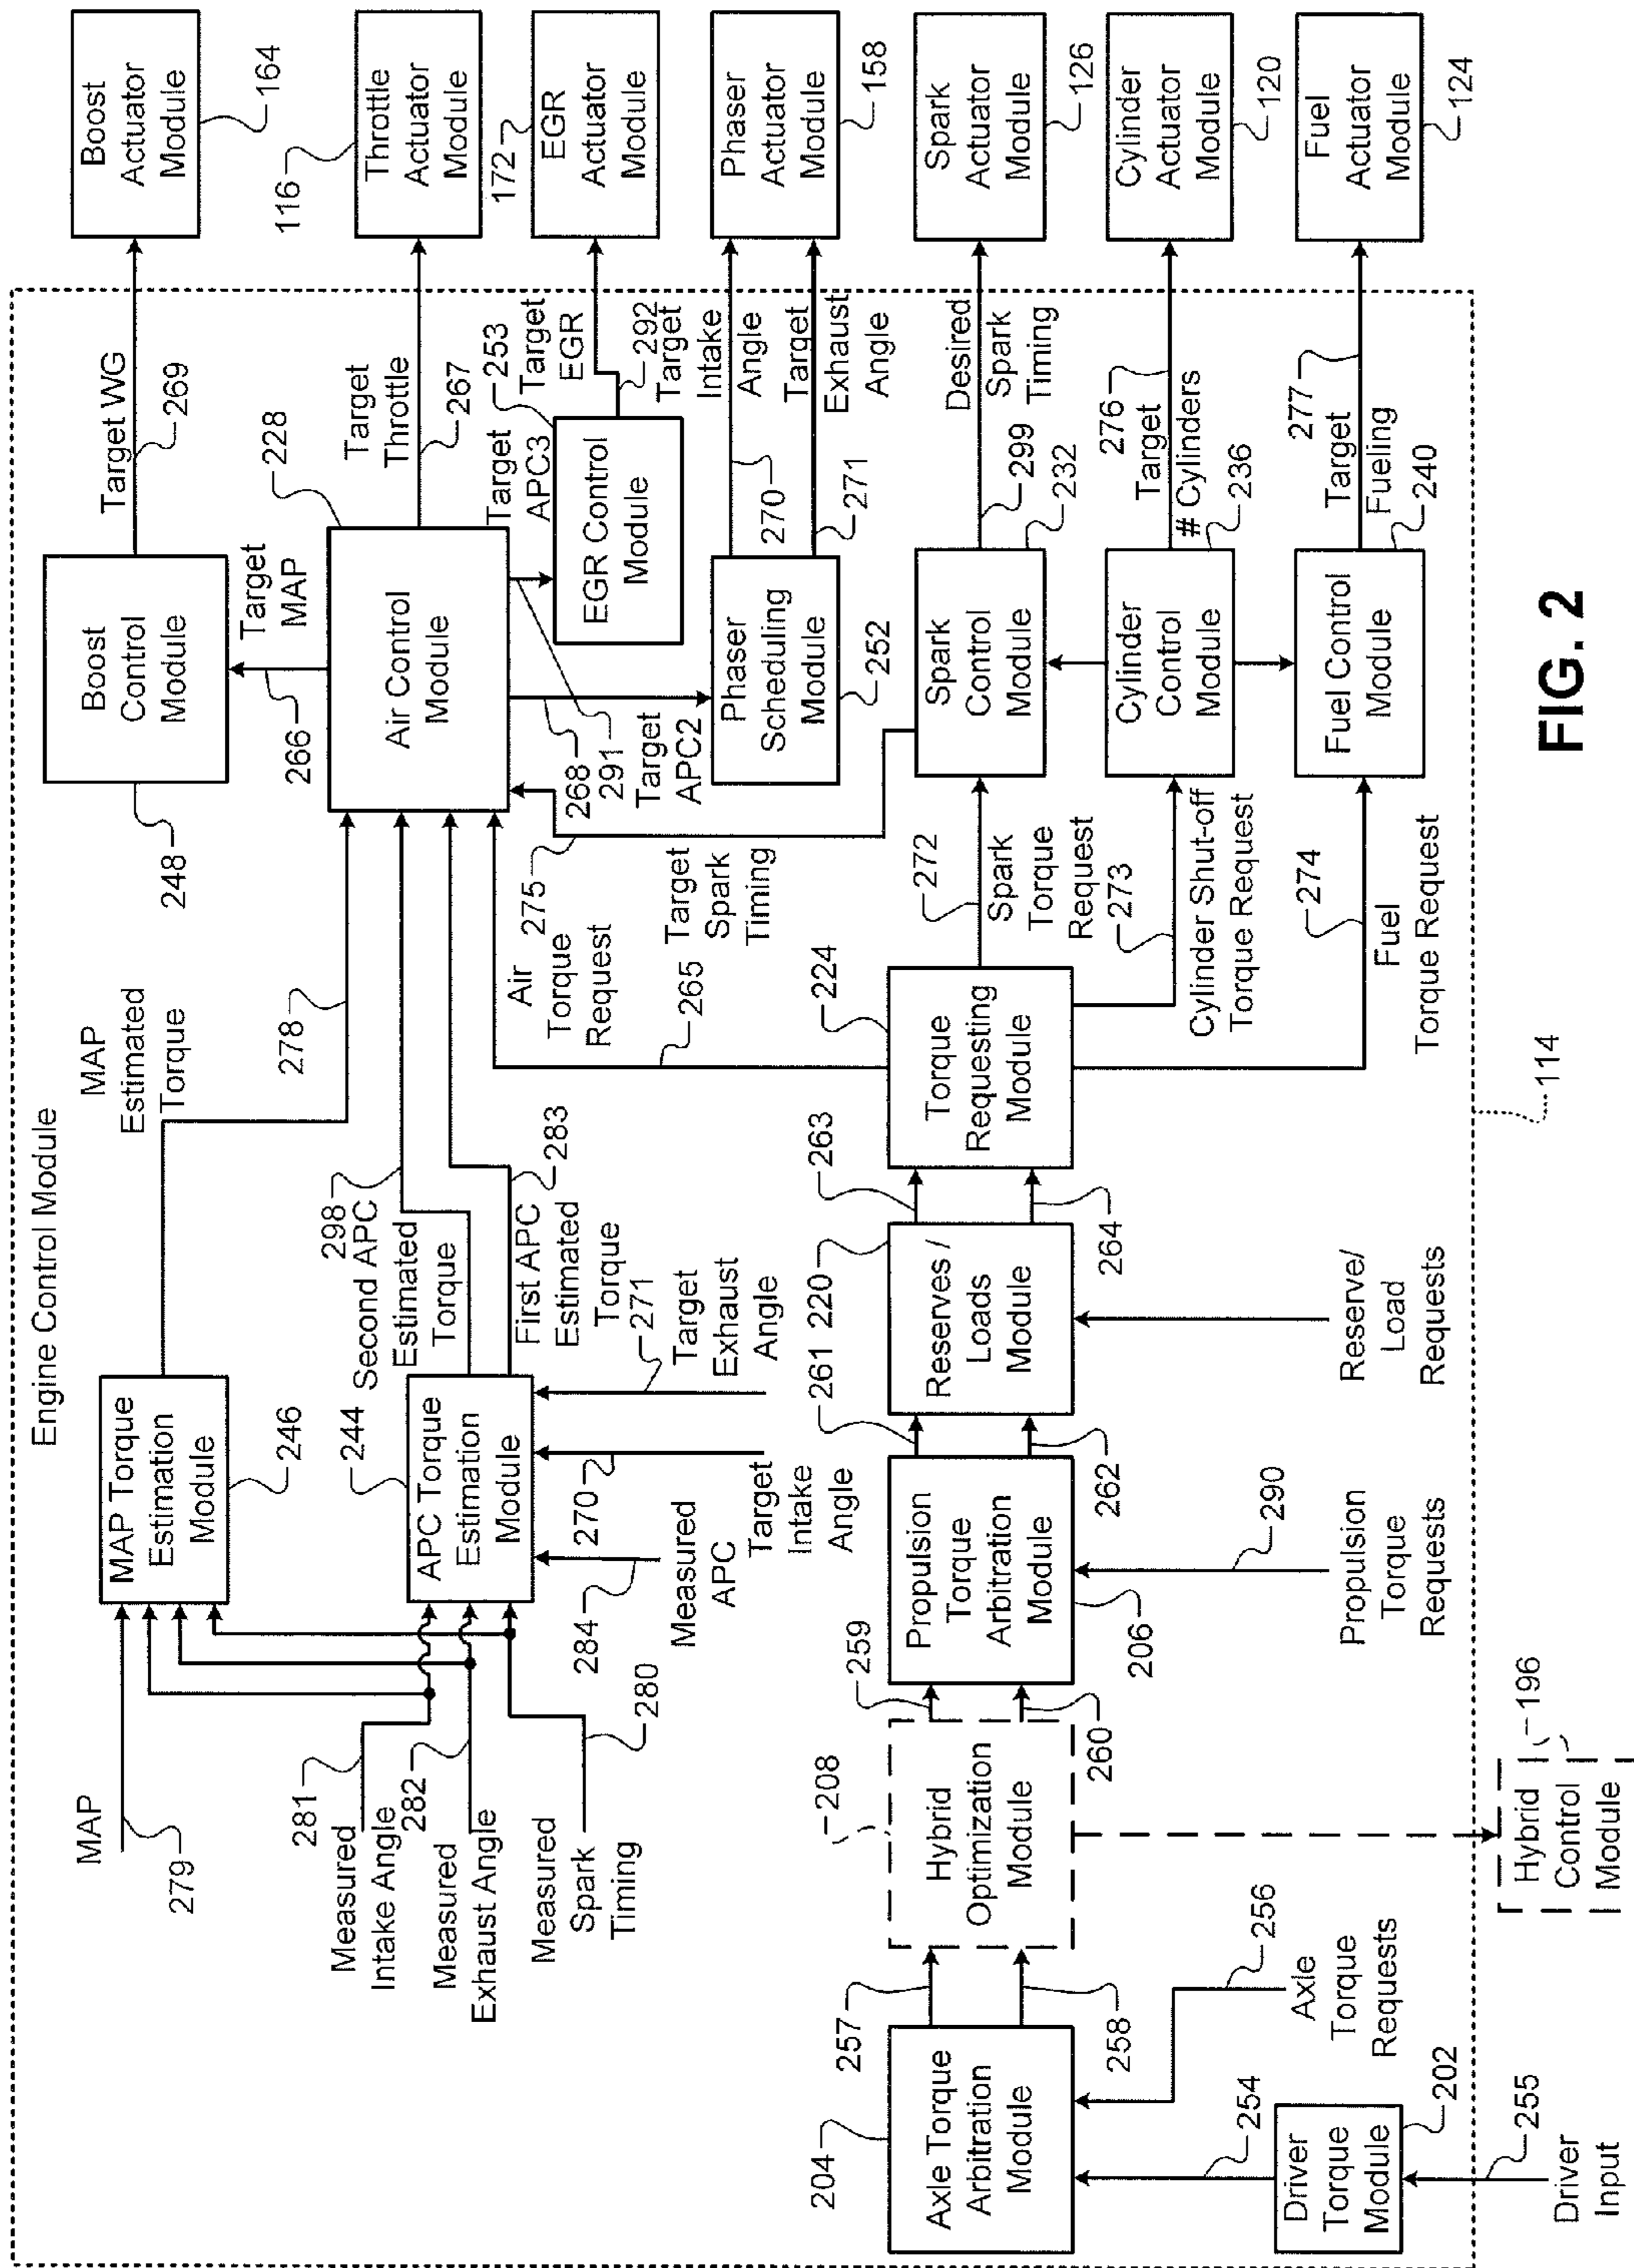 Engine Control Module
MAP
279
MAP Torque
Estimation
Module
246
MAP
Estimated
Torque
278
Boost
Control
Module
248
Target WG
269
Boost
Actuator
Module
164
266
Target
MAP
281
Measured
Intake Angle
282
Measured
Exhaust Angle
Measured
Spark
Timing
280
244
APC Torque
Estimation
Module
298
Second APC
Estimated
Torque
First APC
Estimated
Torque
283
271
Target
Exhaust
Angle
270
Target
Intake
Angle
284
Measured
APC
Air Control
Module
228
Target
Throttle
267
116
Throttle
Actuator
Module
Target
APC3
253
EGR Control
Module
291
Target
EGR
292
172
EGR
Actuator
Module
268
Target
APC2
Phaser
Scheduling
Module
252
270
Target
Intake
Angle
271
Target
Exhaust
Angle
Phaser
Actuator
Module
158
Air
Torque
Request
265
275
Target
Spark
Timing
204
Axle Torque
Arbitration
Module
257
258
208
Hybrid
Optimization
Module
259
260
Propulsion
Torque
Arbitration
Module
206
261
262
220
Reserves /
Loads
Module
263
264
224
Torque
Requesting
Module
272
Spark
Torque
Request
Spark
Control
Module
232
299
Desired
Spark
Timing
Spark
Actuator
Module
126
273
Cylinder Shut-off
Torque Request
Cylinder
Control
Module
236
276
Target
# Cylinders
Cylinder
Actuator
Module
120
274
Fuel
Torque Request
Fuel Control
Module
240
277
Target
Fueling
Fuel
Actuator
Module
124
254
Driver
Torque
Module
202
255
Driver
Input
256
Axle
Torque
Requests
196
Hybrid
Control
Module
290
Propulsion
Torque
Requests
Reserve/
Load
Requests
114
FIG. 2